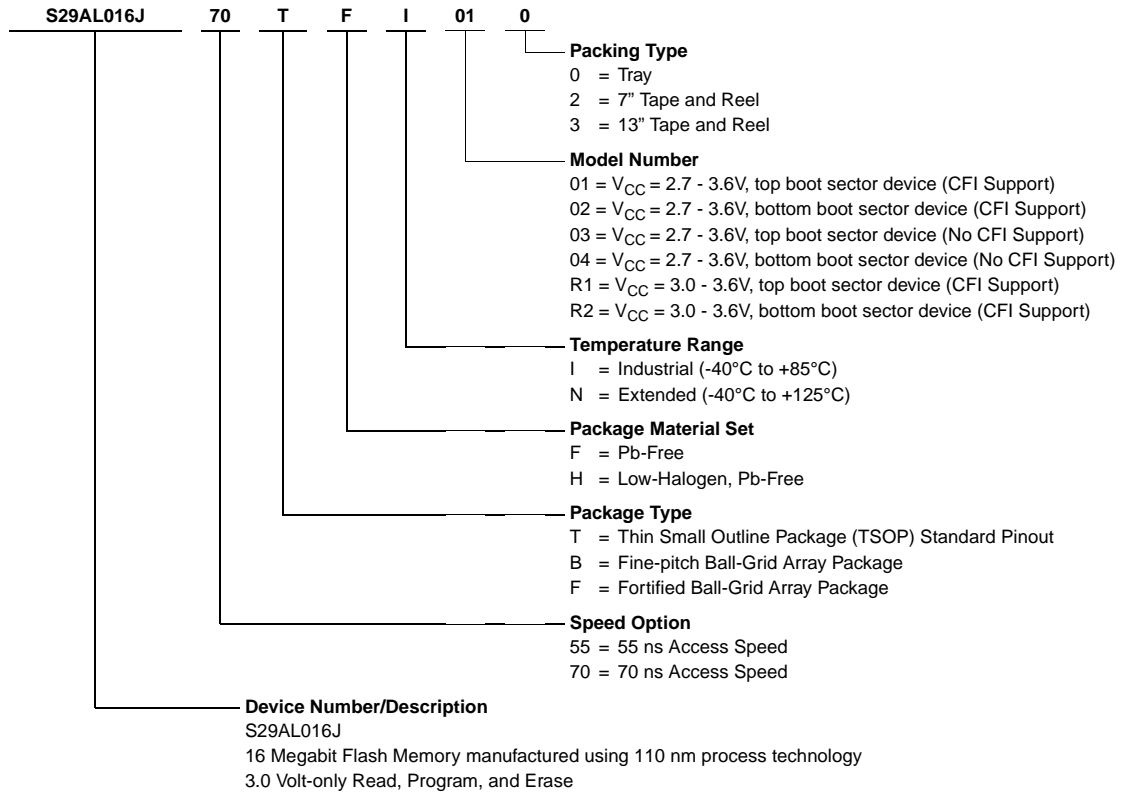 S29AL016J 70 T F I 01 0
Packing Type
0 = Tray
2 = 7” Tape and Reel
3 = 13” Tape and Reel
Model Number
01 = VCC = 2.7 - 3.6V, top boot sector device (CFI Support)
02 = VCC = 2.7 - 3.6V, bottom boot sector device (CFI Support)
03 = VCC = 2.7 - 3.6V, top boot sector device (No CFI Support)
04 = VCC = 2.7 - 3.6V, bottom boot sector device (No CFI Support)
R1 = VCC = 3.0 - 3.6V, top boot sector device (CFI Support)
R2 = VCC = 3.0 - 3.6V, bottom boot sector device (CFI Support)
Temperature Range
I = Industrial (-40°C to +85°C)
N = Extended (-40°C to +125°C)
Package Material Set
F = Pb-Free
H = Low-Halogen, Pb-Free
Package Type
T = Thin Small Outline Package (TSOP) Standard Pinout
B = Fine-pitch Ball-Grid Array Package
F = Fortified Ball-Grid Array Package
Speed Option
55 = 55 ns Access Speed
70 = 70 ns Access Speed
Device Number/Description
S29AL016J
16 Megabit Flash Memory manufactured using 110 nm process technology
3.0 Volt-only Read, Program, and Erase